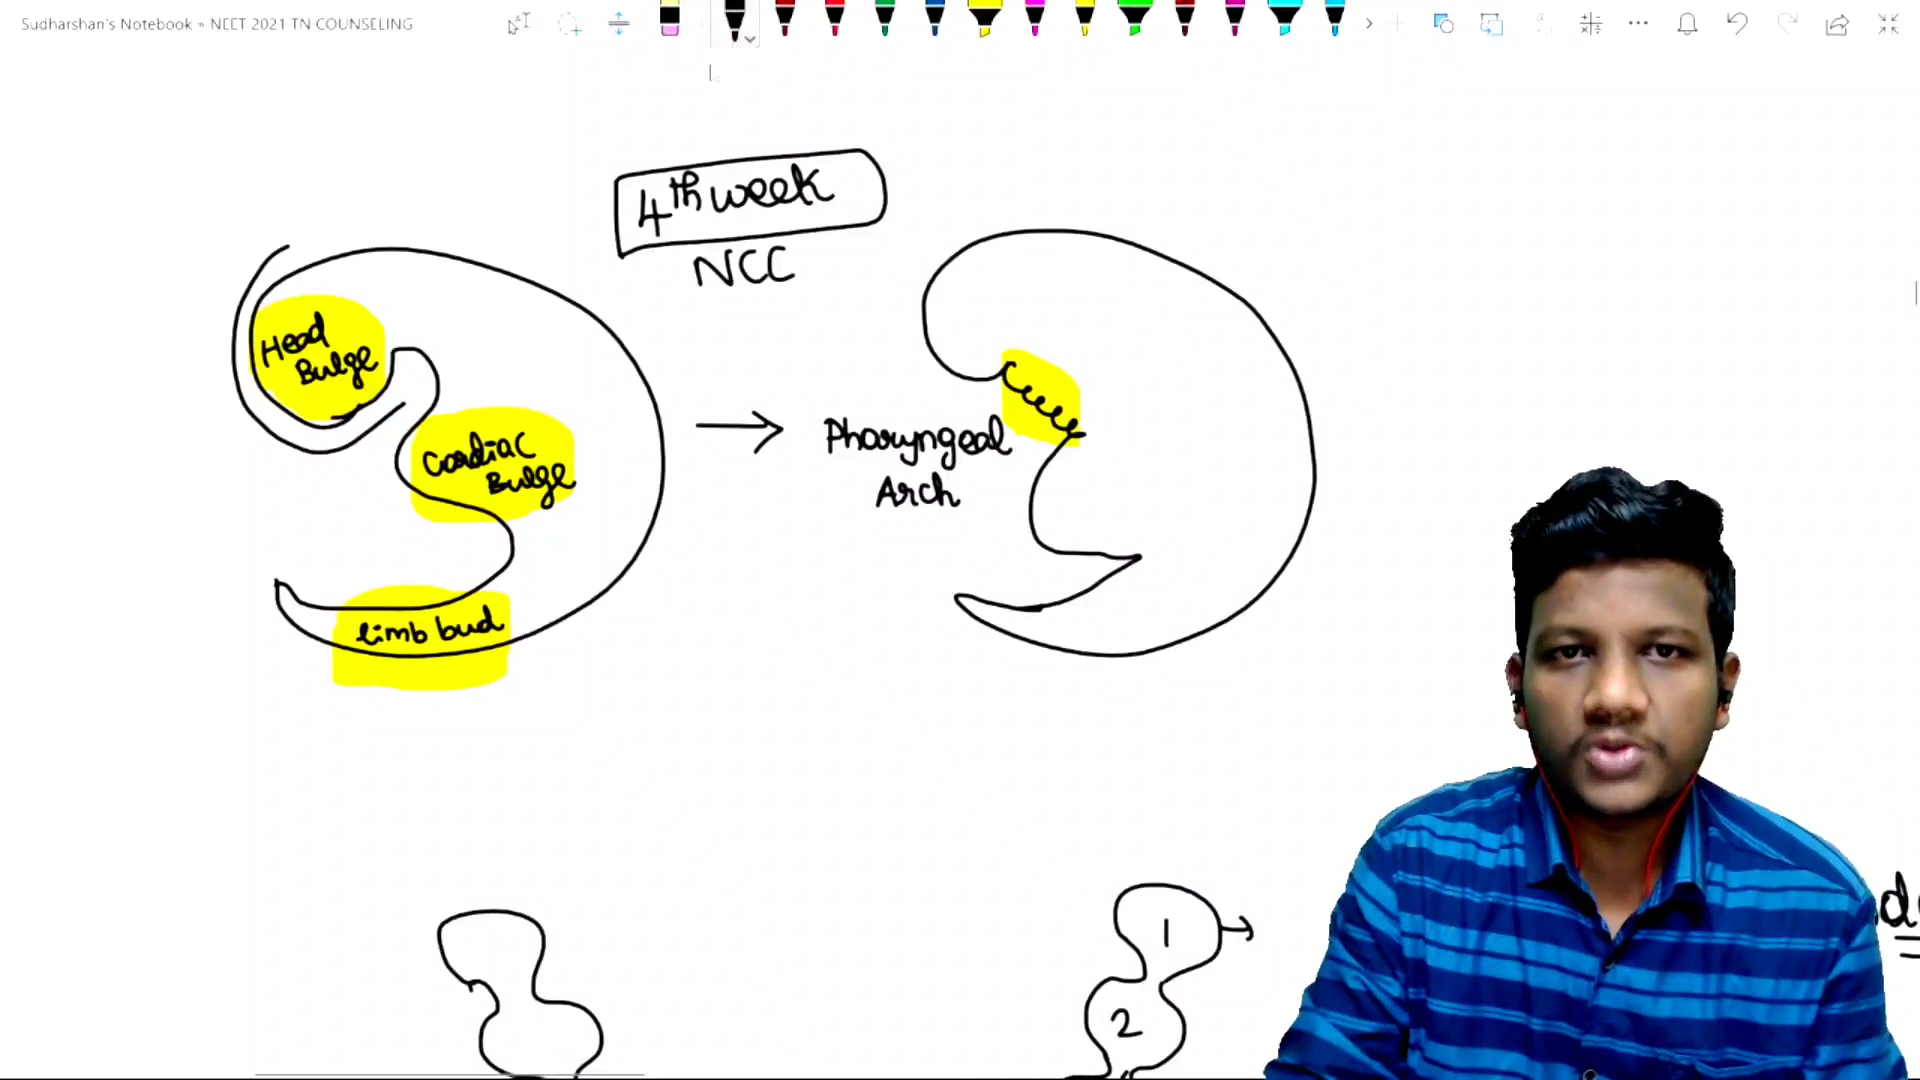 Sudharshan's Notebook » NEET 2021 TN COUNSELING
4th week
NCC
Head
Bulge
Cardiac
Bulge
Pharyngeal
Arch
limb bud
1
2